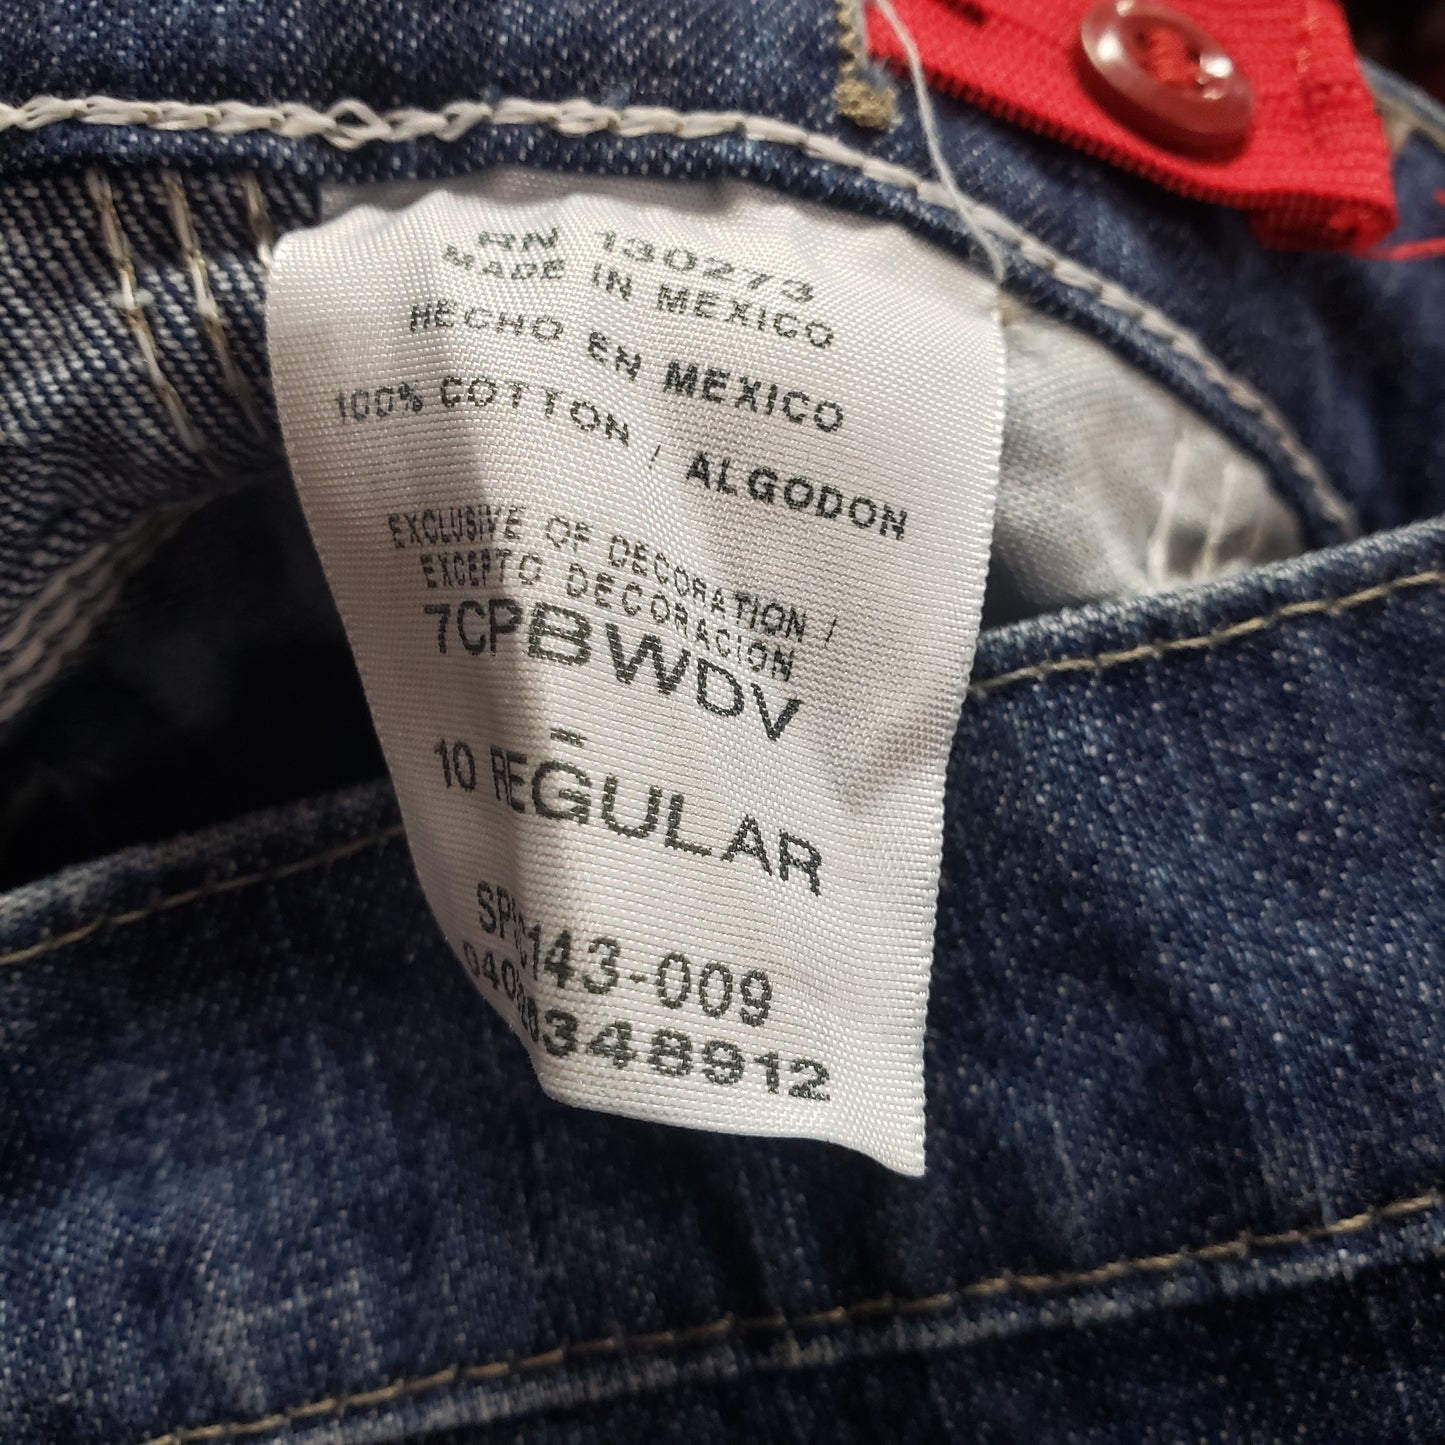 RN 130273
MADE IN MEXICO
HECHO EN MEXICO
100% COTTON / ALGODON
EXCLUSIVE OF DECORATION /
EXCEPTO DECORACION
7CPBWDV
10 REGULAR
143-009
348912